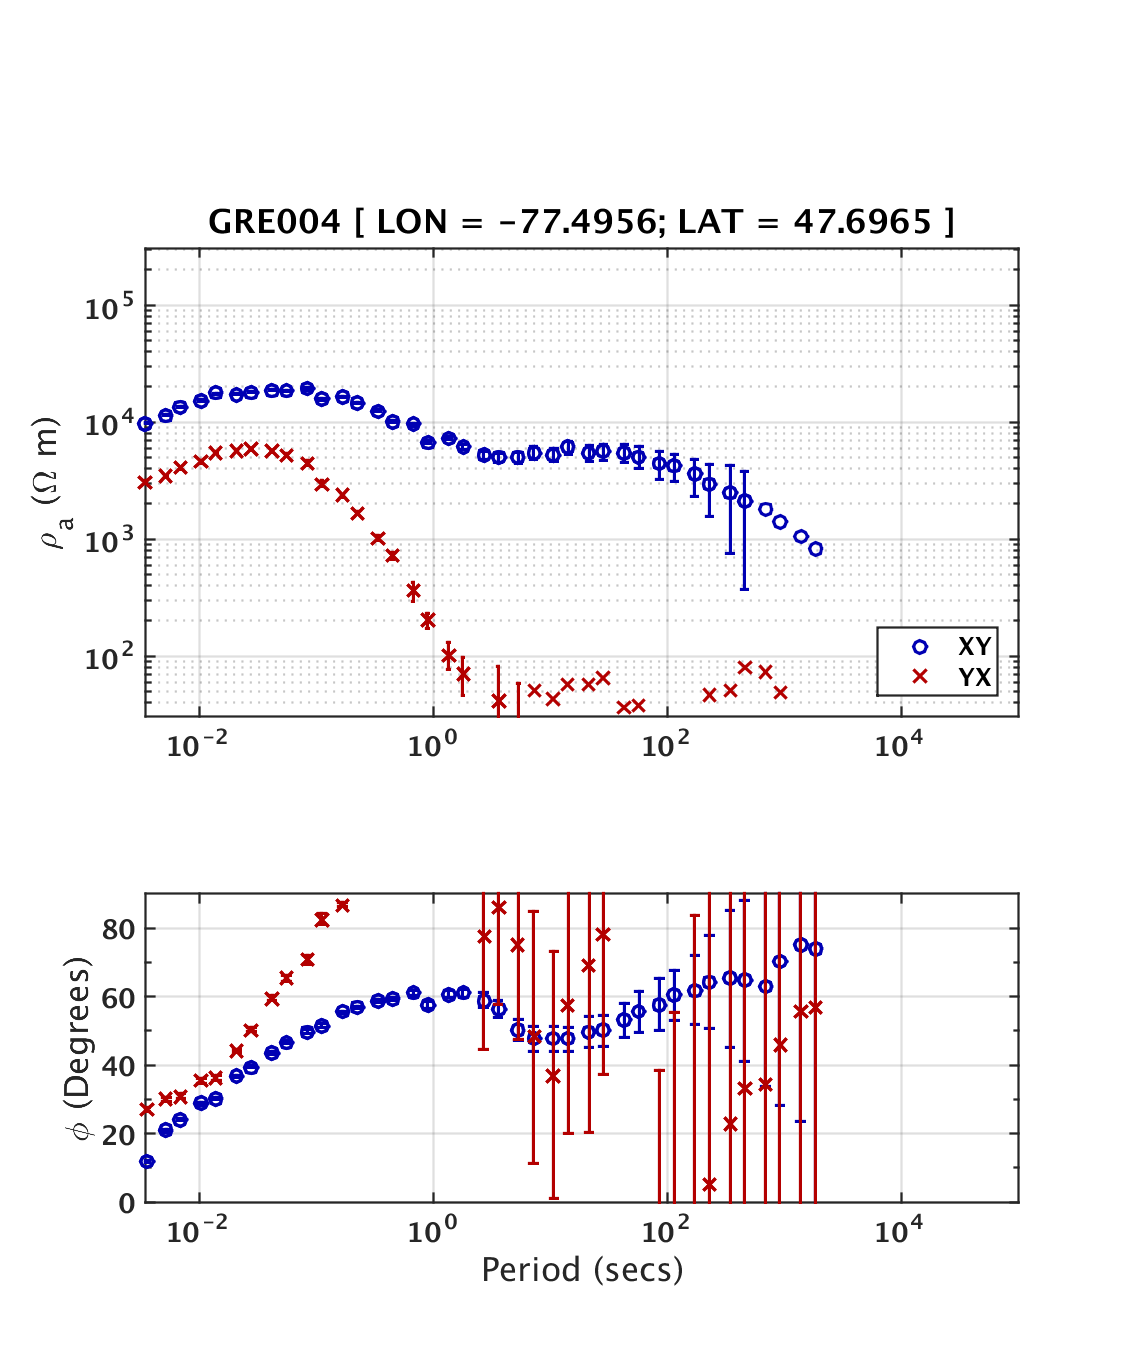 GRE004 [ LON = -77.4956; LAT = 47.6965 ]
ρa (Ω m)
10^5
10^4
10^3
10^2
XY
YX
10^-2 10^0 10^2 10^4
ϕ (Degrees)
80
60
40
20
0
10^-2 10^0 10^2 10^4
Period (secs)